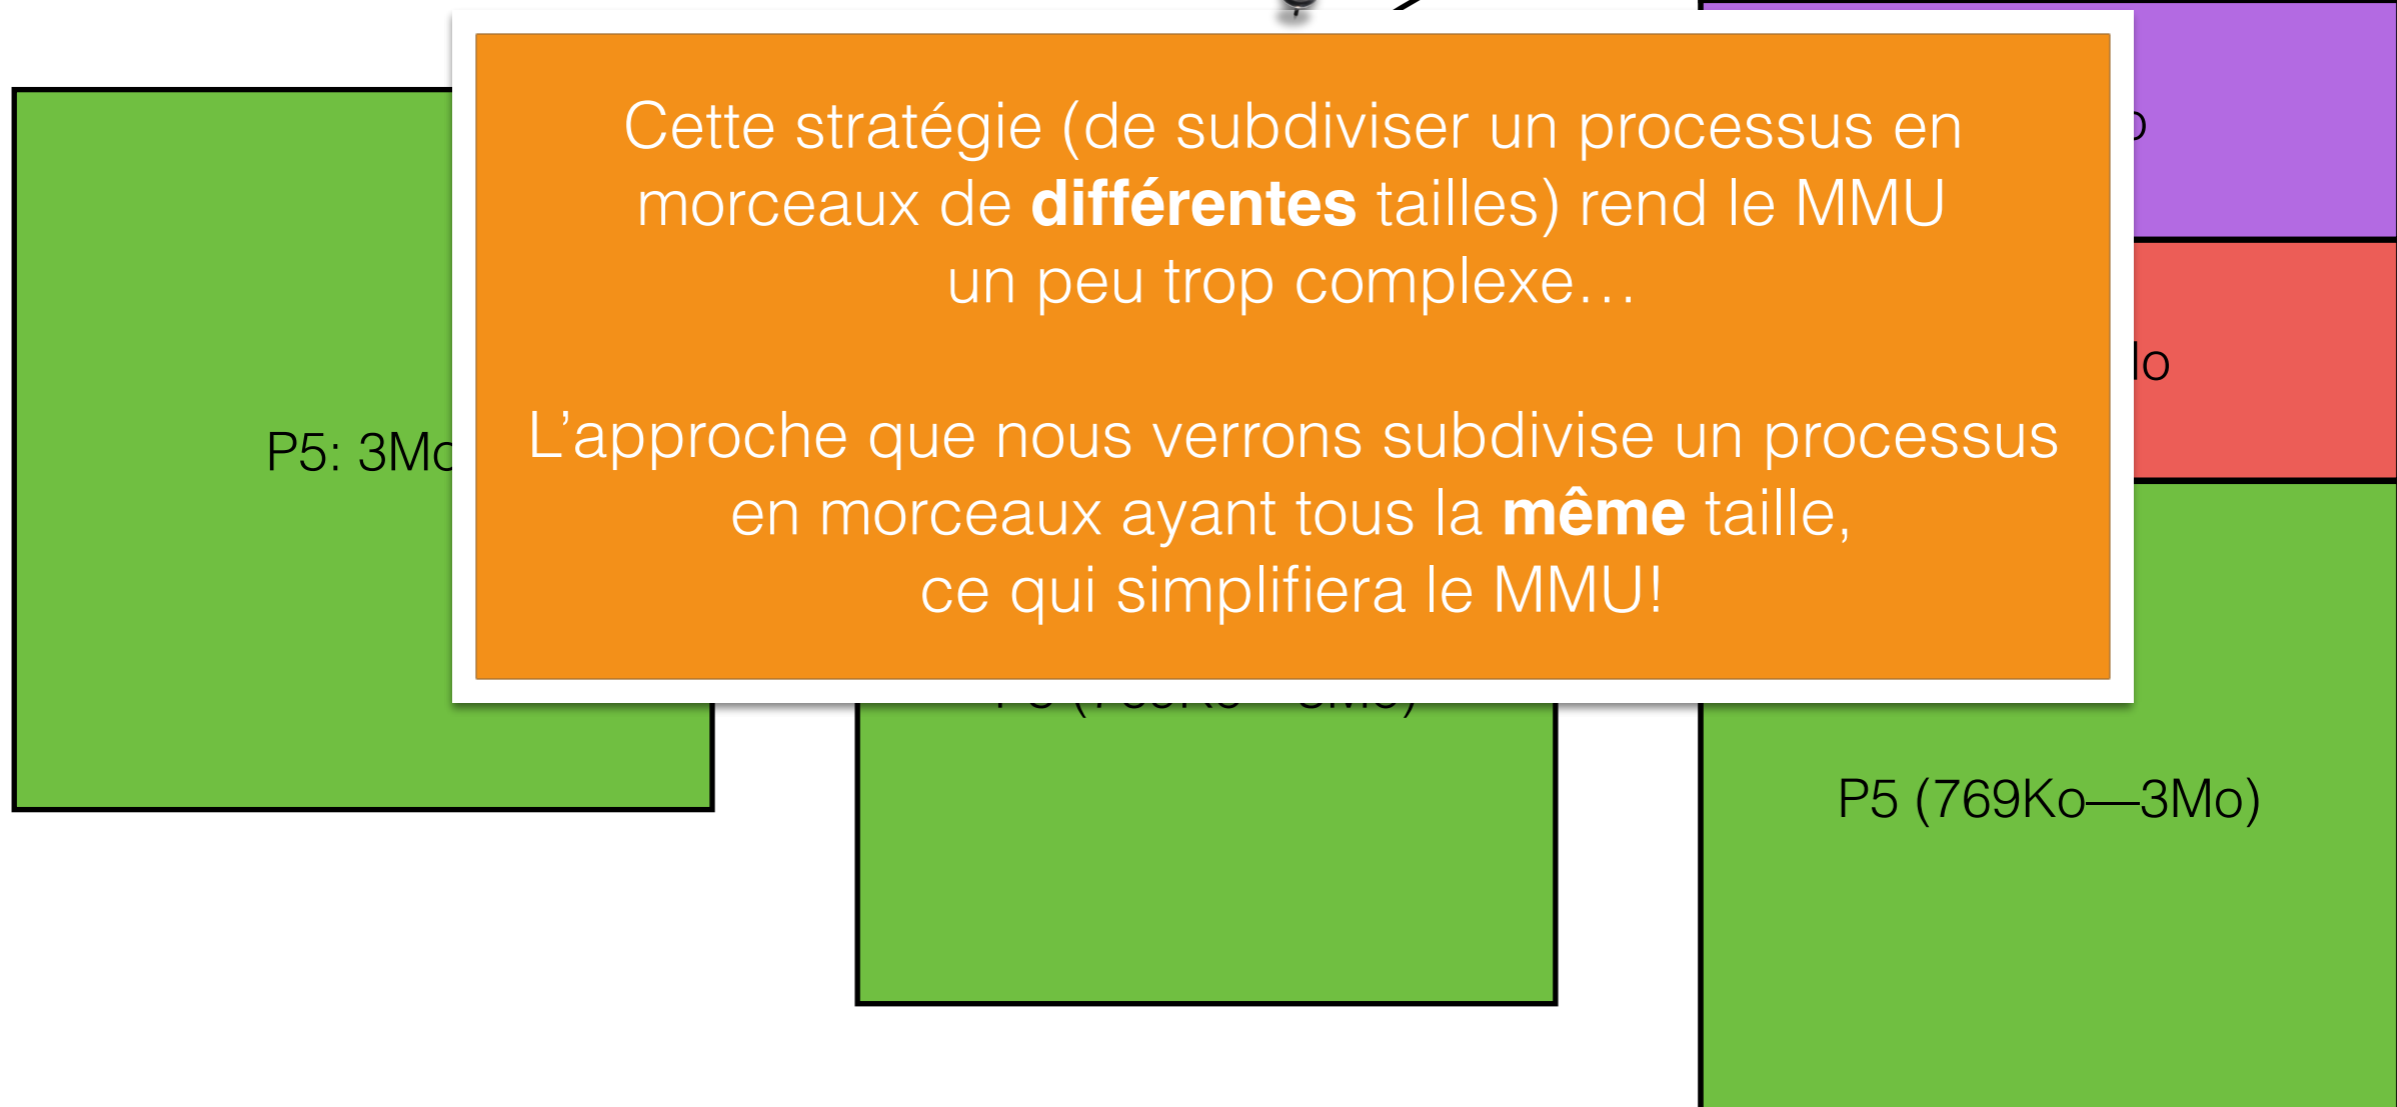 Cette stratégie (de subdiviser un processus en
morceaux de différentes tailles) rend le MMU
un peu trop complexe…
L’approche que nous verrons subdivise un processus
en morceaux ayant tous la même taille,
ce qui simplifiera le MMU!
P5: 3Mo
P5 (769Ko—3Mo)